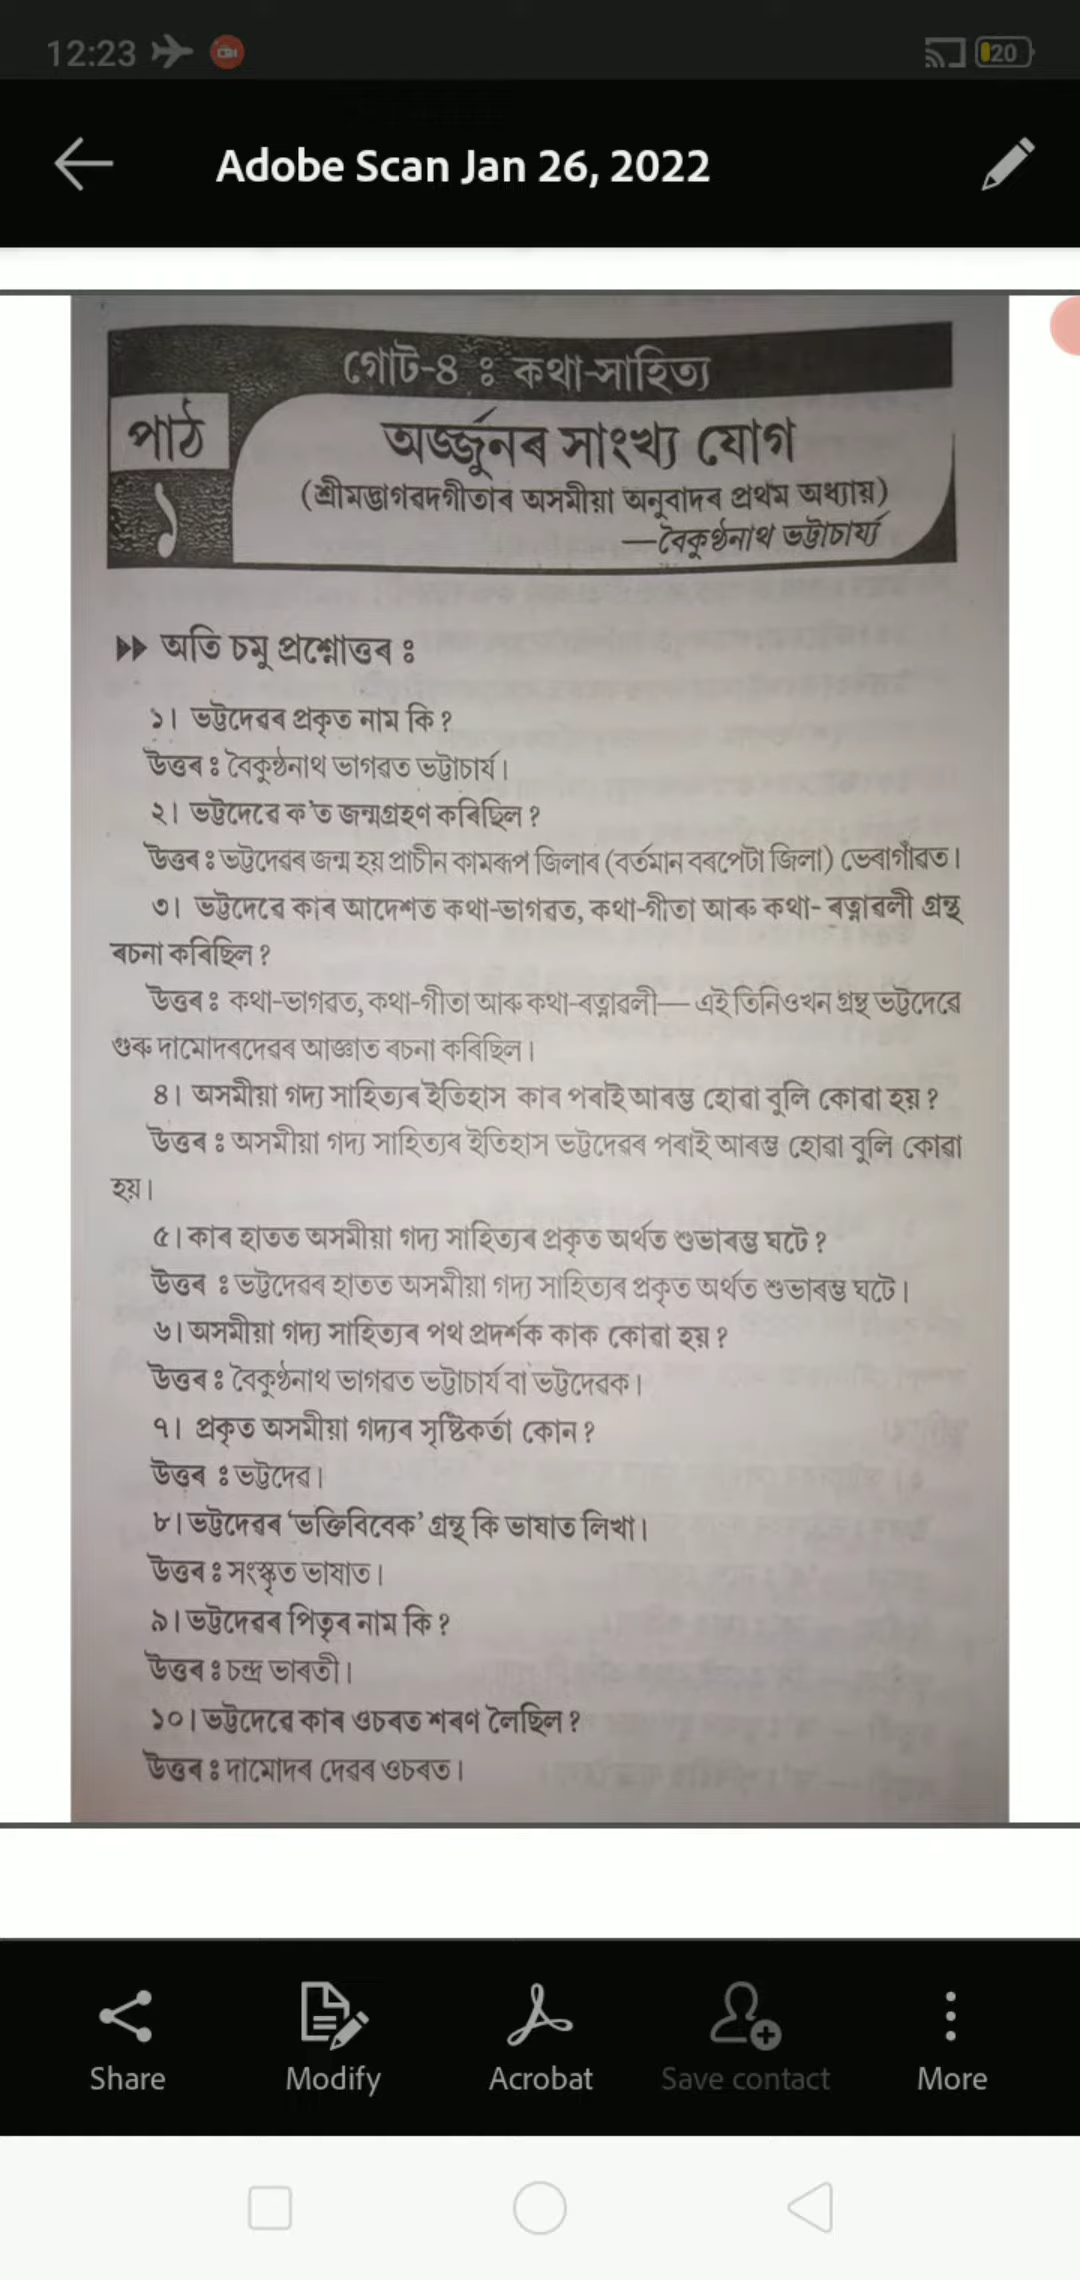 12:23
20
Adobe Scan Jan 26, 2022
গোট-৪ ঃ কথা-সাহিত্য
পাঠ
১
অৰ্জ্জুনৰ সাংখ্য যোগ
(শ্ৰীমদ্ভাগৱদগীতাৰ অসমীয়া অনুবাদৰ প্ৰথম অধ্যায়)
—বৈকুণ্ঠনাথ ভট্টাচাৰ্য্য
অতি চমু প্ৰশ্নোত্তৰ ঃ
১। ভট্টদেৱৰ প্ৰকৃত নাম কি ?
উত্তৰ ঃ বৈকুণ্ঠনাথ ভাগৱত ভট্টাচাৰ্য।
২। ভট্টদেৱে ক'ত জন্মগ্ৰহণ কৰিছিল ?
উত্তৰ ঃ ভট্টদেৱৰ জন্ম হয় প্ৰাচীন কামৰূপ জিলাৰ (বৰ্তমান বৰপেটা জিলা) ভেৰাগাঁৱত।
৩। ভট্টদেৱে কাৰ আদেশত কথা-ভাগৱত, কথা-গীতা আৰু কথা- ৰত্নাৱলী গ্ৰন্থ
ৰচনা কৰিছিল ?
উত্তৰ ঃ কথা-ভাগৱত, কথা-গীতা আৰু কথা-ৰত্নাৱলী— এই তিনিওখন গ্ৰন্থ ভট্টদেৱে
গুৰু দামোদৰদেৱৰ আজ্ঞাত ৰচনা কৰিছিল।
৪। অসমীয়া গদ্য সাহিত্যৰ ইতিহাস কাৰ পৰাই আৰম্ভ হোৱা বুলি কোৱা হয় ?
উত্তৰ ঃ অসমীয়া গদ্য সাহিত্যৰ ইতিহাস ভট্টদেৱৰ পৰাই আৰম্ভ হোৱা বুলি কোৱা
হয়।
৫। কাৰ হাতত অসমীয়া গদ্য সাহিত্যৰ প্ৰকৃত অৰ্থত শুভাৰম্ভ ঘটে ?
উত্তৰ ঃ ভট্টদেৱৰ হাতত অসমীয়া গদ্য সাহিত্যৰ প্ৰকৃত অৰ্থত শুভাৰম্ভ ঘটে।
৬। অসমীয়া গদ্য সাহিত্যৰ পথ প্ৰদৰ্শক কাক কোৱা হয় ?
উত্তৰ ঃ বৈকুণ্ঠনাথ ভাগৱত ভট্টাচাৰ্য বা ভট্টদেৱক।
৭। প্ৰকৃত অসমীয়া গদ্যৰ সৃষ্টিকৰ্তা কোন ?
উত্তৰ ঃ ভট্টদেৱ।
৮। ভট্টদেৱৰ 'ভক্তিবিবেক' গ্ৰন্থ কি ভাষাত লিখা।
উত্তৰ ঃ সংস্কৃত ভাষাত।
৯। ভট্টদেৱৰ পিতৃৰ নাম কি ?
উত্তৰ ঃ চন্দ্ৰ ভাৰতী।
১০। ভট্টদেৱে কাৰ ওচৰত শৰণ লৈছিল ?
উত্তৰ ঃ দামোদৰ দেৱৰ ওচৰত।
Share
Modify
Acrobat
Save contact
More